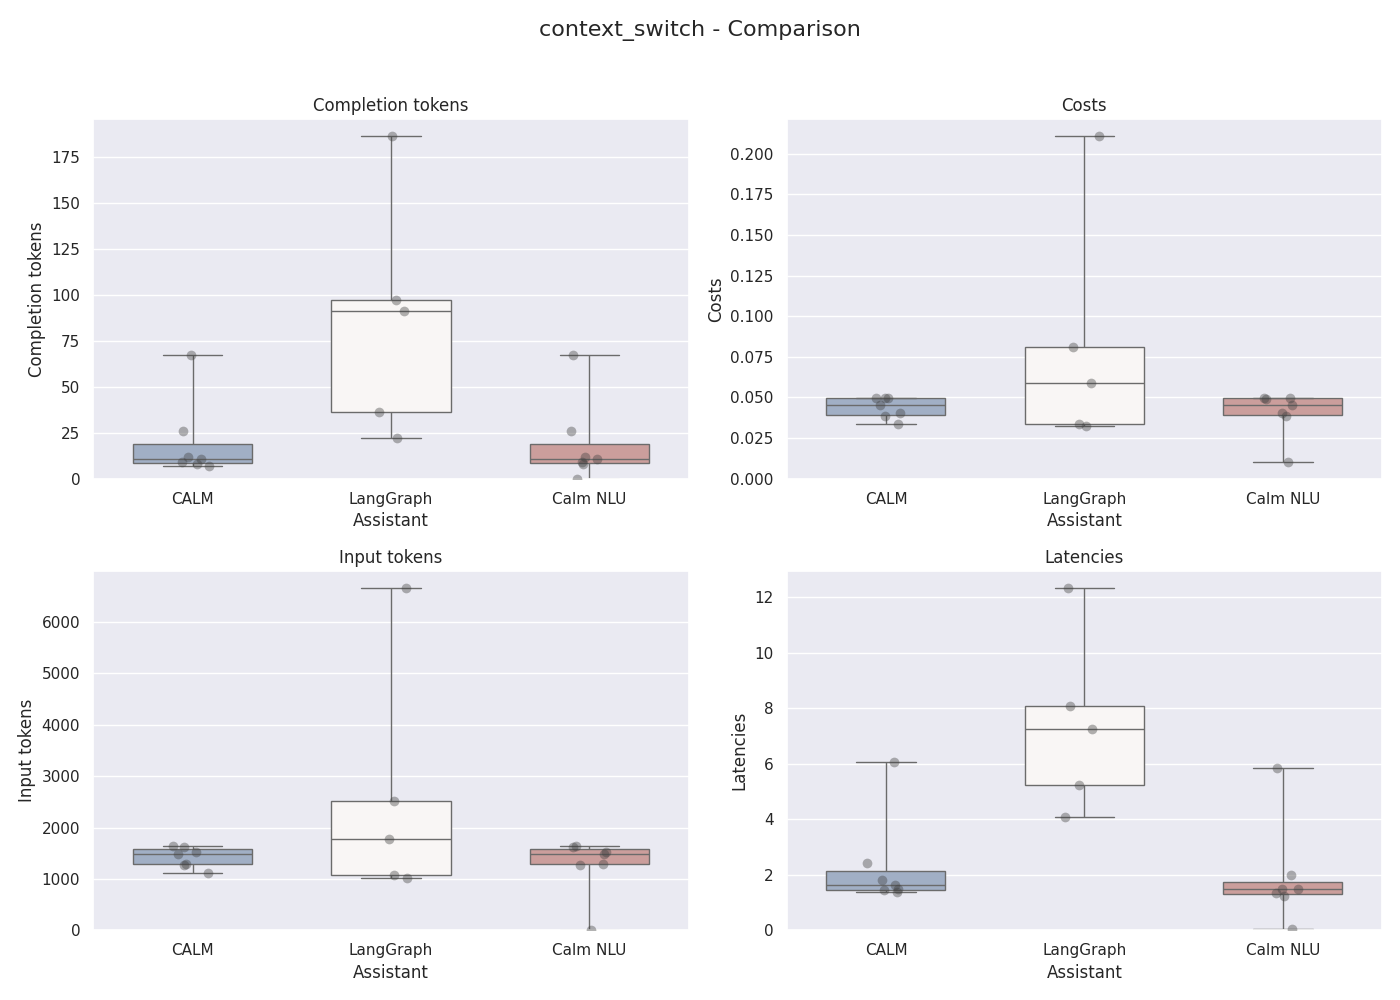 context_switch - Comparison
Completion tokens
Completion tokens
175
150
125
100
75
50
25
0
CALM
LangGraph
Calm NLU
Assistant
Costs
Costs
0.200
0.175
0.150
0.125
0.100
0.075
0.050
0.025
0.000
CALM
LangGraph
Calm NLU
Assistant
Input tokens
Input tokens
6000
5000
4000
3000
2000
1000
0
CALM
LangGraph
Calm NLU
Assistant
Latencies
Latencies
12
10
8
6
4
2
0
CALM
LangGraph
Calm NLU
Assistant